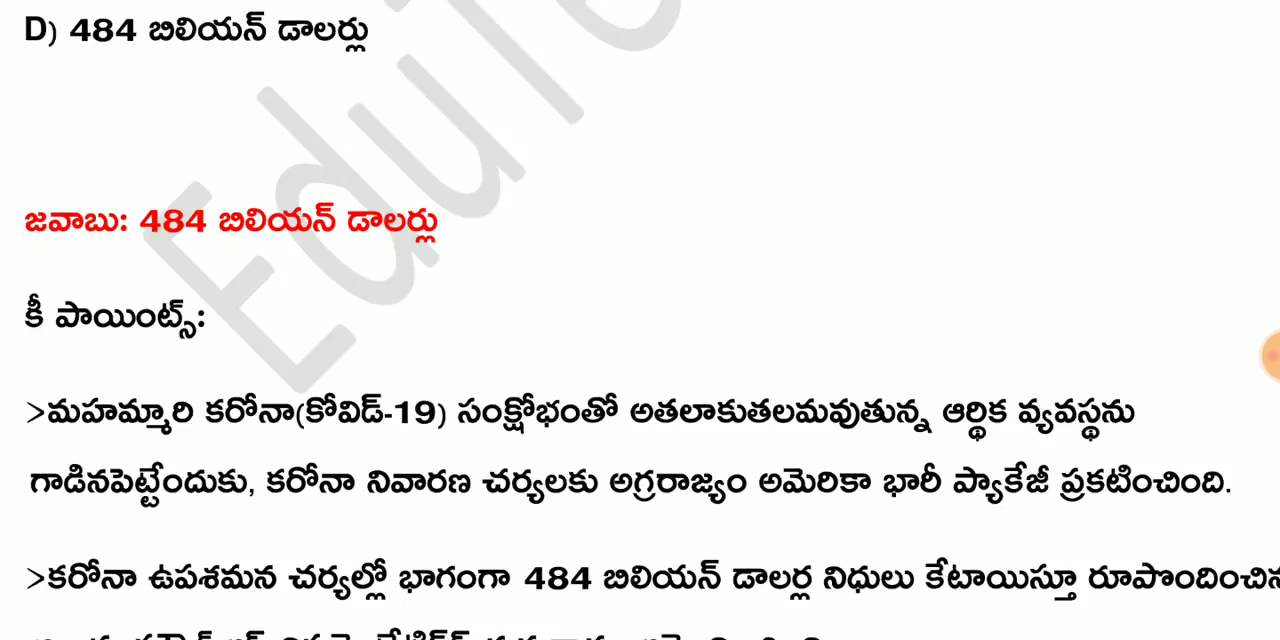 D) 484 బిలియన్ డాలర్లు
EduTe
జవాబు: 484 బిలియన్ డాలర్లు
కీ పాయింట్స్:
>మహమ్మారి కరోనా(కోవిడ్-19) సంక్షోభంతో అతలాకుతలమవుతున్న ఆర్థిక వ్యవస్థను
గాడినపెట్టేందుకు, కరోనా నివారణ చర్యలకు అగ్రరాజ్యం అమెరికా భారీ ప్యాకేజీ ప్రకటించింది.
>కరోనా ఉపశమన చర్యల్లో భాగంగా 484 బిలియన్ డాలర్ల నిధులు కేటాయిస్తూ రూపొందించిన